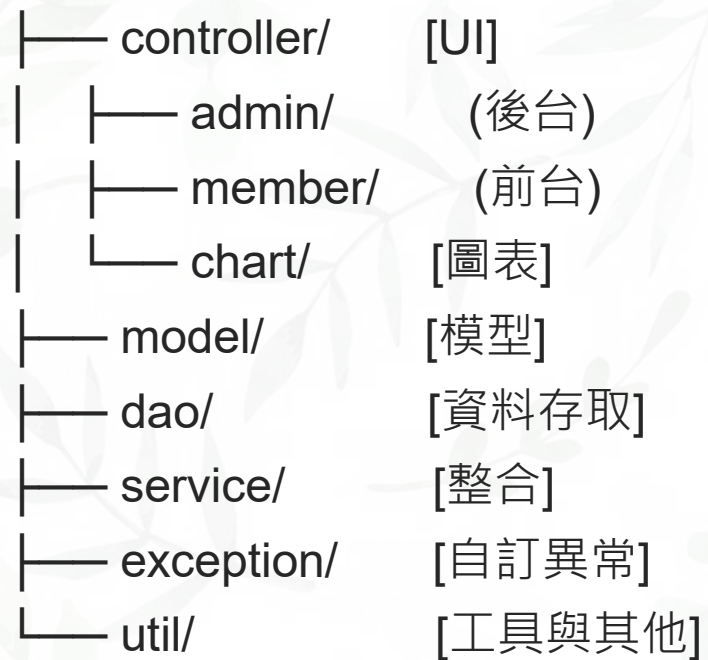 ├── controller/ [UI]
│ ├── admin/ (後台)
│ ├── member/ (前台)
│ └── chart/ [圖表]
├── model/ [模型]
├── dao/ [資料存取]
├── service/ [整合]
├── exception/ [自訂異常]
└── util/ [工具與其他]